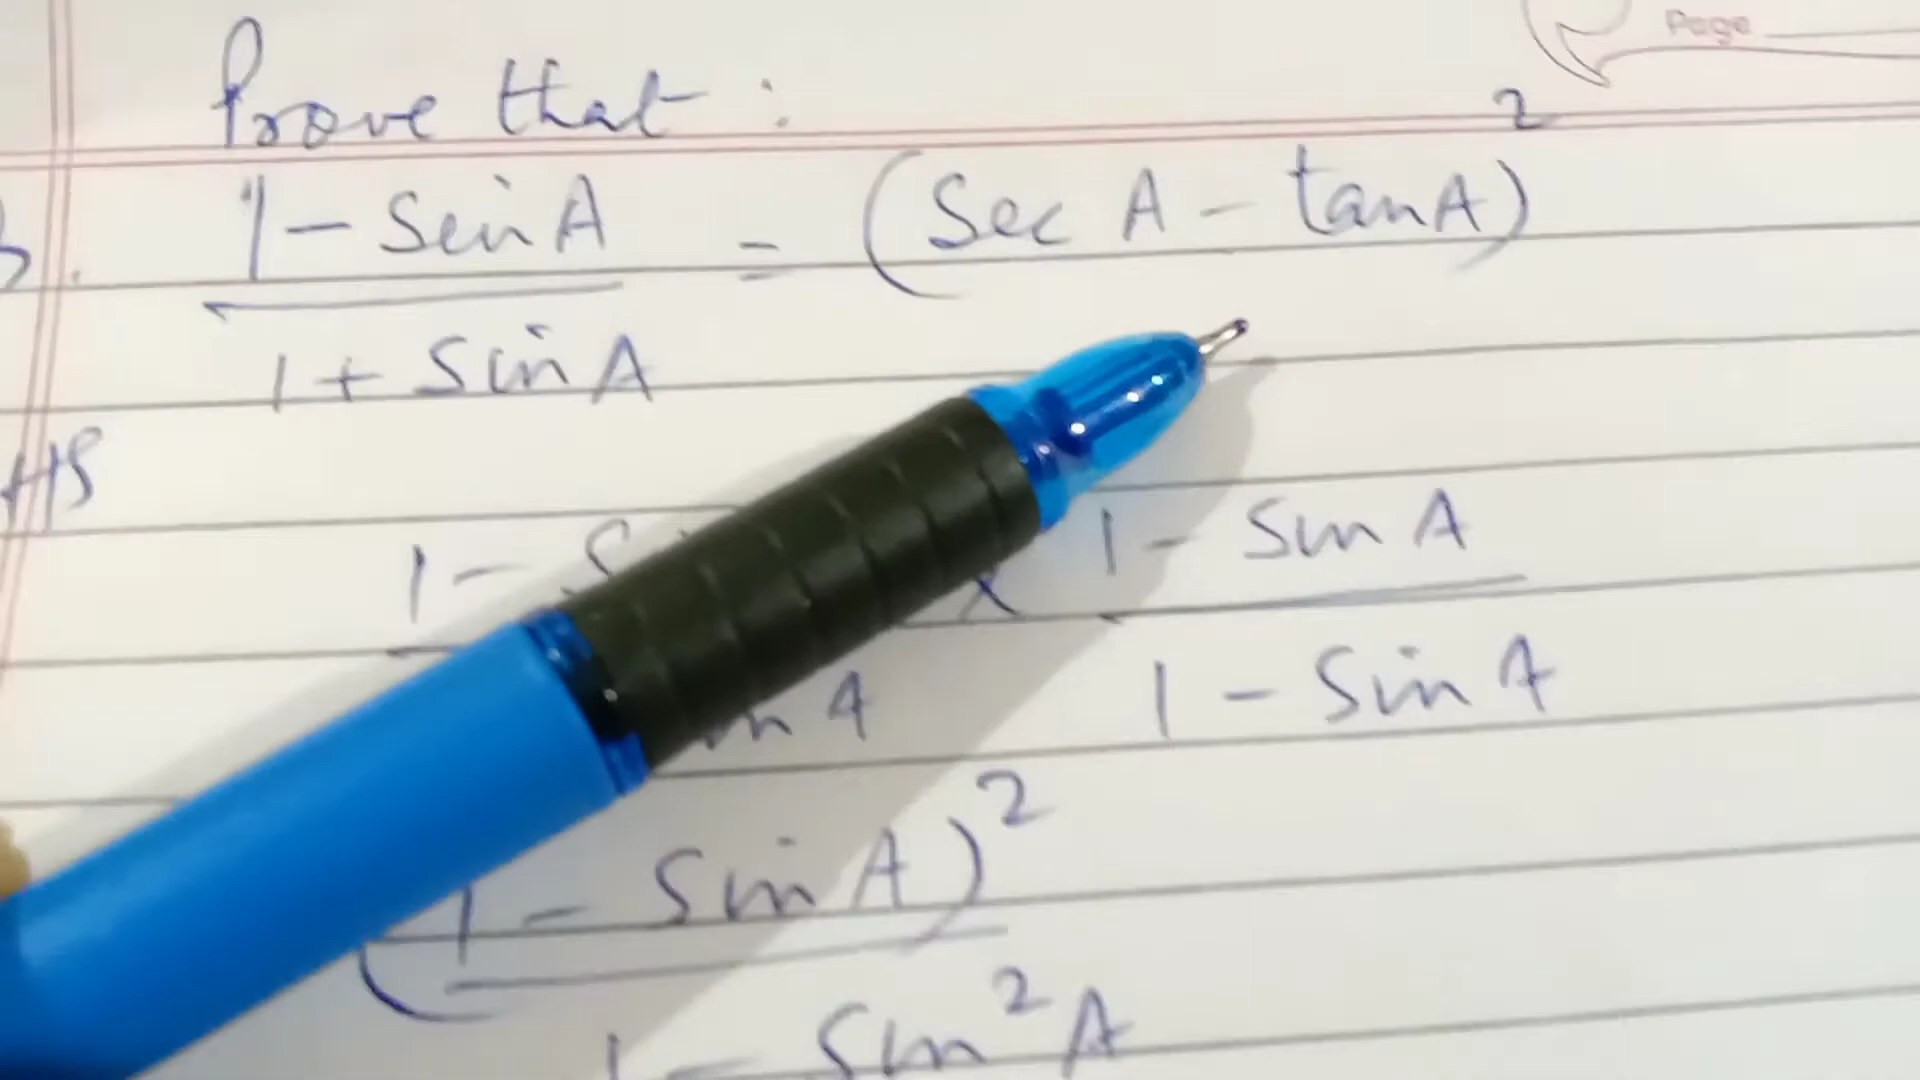 Page
Prove that :
1 - Sin A = (Sec A - tan A)²
1 + Sin A
HS
1 - S x 1 - Sin A
n A 1 - Sin A
(1 - Sin A)²
1 - Sin² A